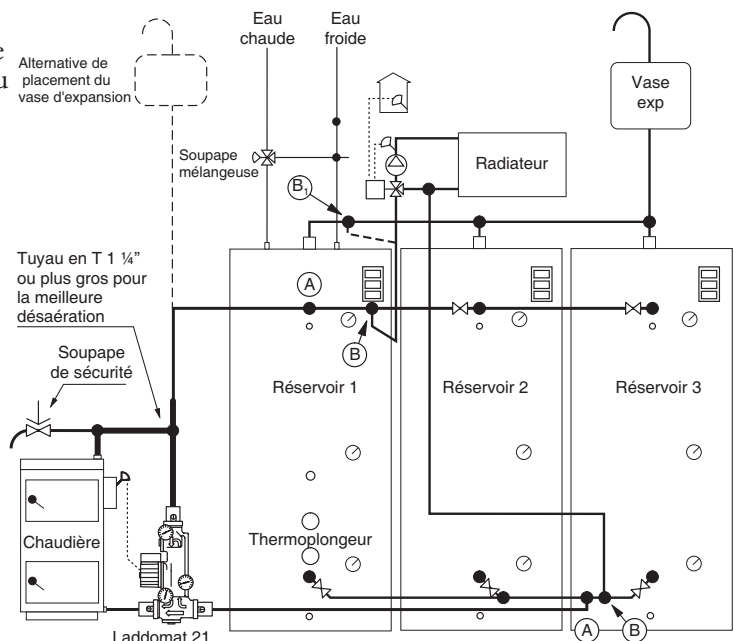 e
u
Alternative de
placement du
vase d'expansion
Eau
chaude
Eau
froide
Vase
exp
Soupape
mélangeuse
Radiateur
B1
Tuyau en T 1 ¼"
ou plus gros pour
la meilleure
désaération
A
B
Soupape
de sécurité
Réservoir 1
Réservoir 2
Réservoir 3
Chaudière
Thermoplongeur
Laddomat 21
A
B